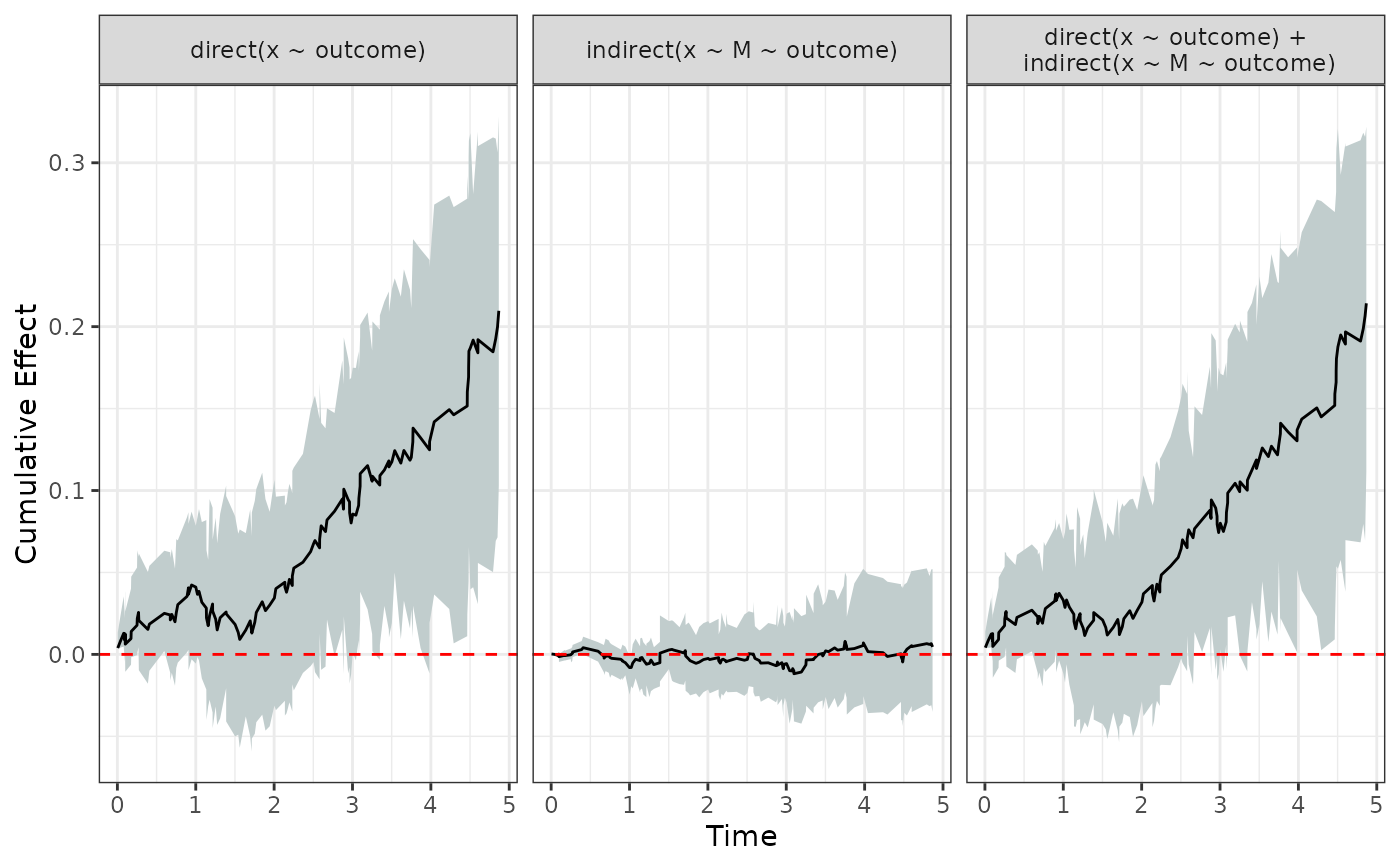 direct(x ~ outcome)
indirect(x ~ M ~ outcome)
direct(x ~ outcome) +
indirect(x ~ M ~ outcome)
Cumulative Effect
0.3
0.2
0.1
0.0
0 1 2 3 4 5
0 1 2 3 4 5
0 1 2 3 4 5
Time